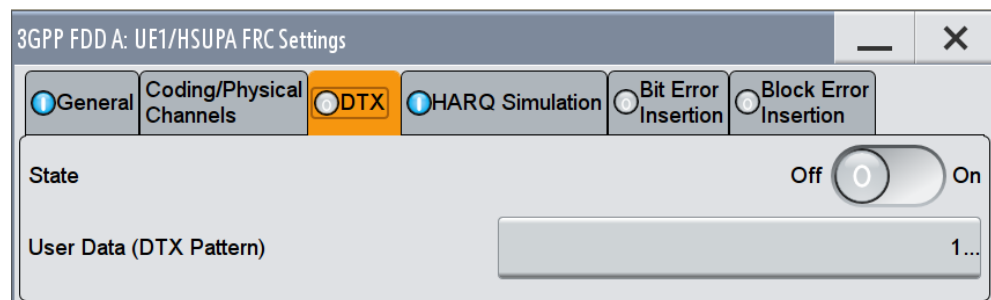 3GPP FDD A: UE1/HSUPA FRC Settings
General
Coding/Physical
Channels
DTX
HARQ Simulation
Bit Error
Insertion
Block Error
Insertion
State
Off
On
User Data (DTX Pattern)
1...